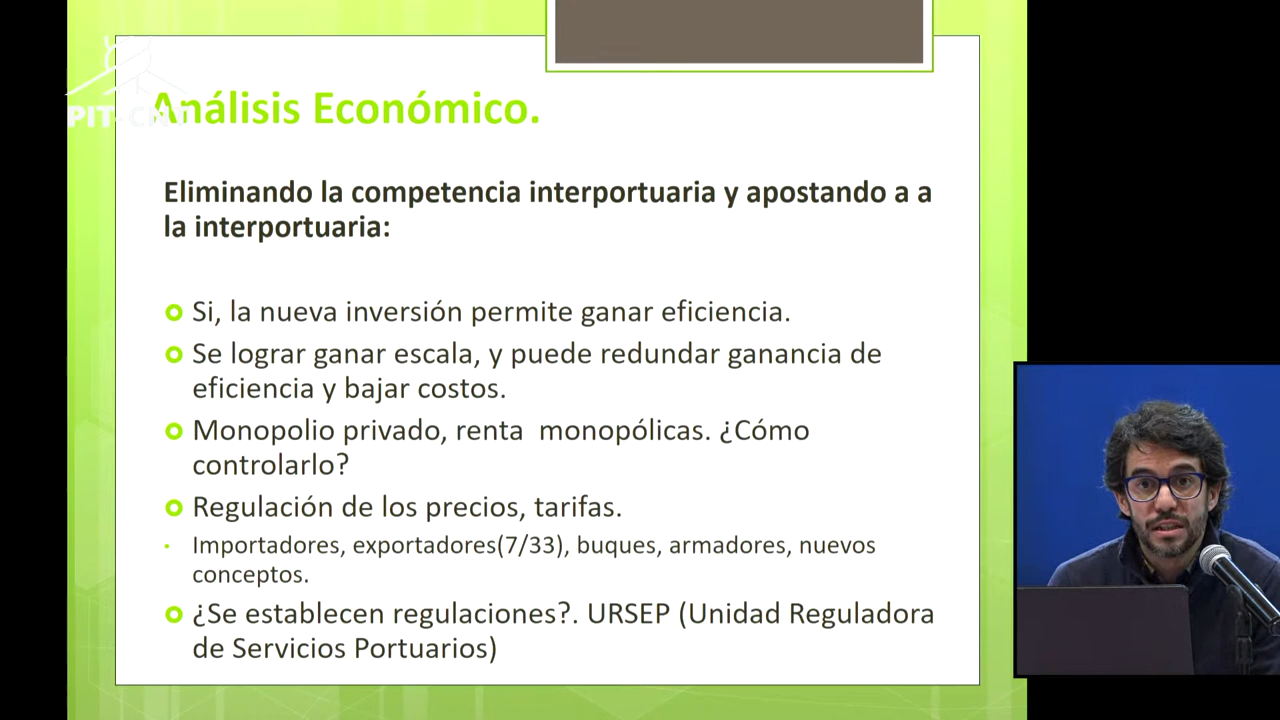 PIT-CNT
Análisis Económico.
Eliminando la competencia interportuaria y apostando a a
la interportuaria:
Si, la nueva inversión permite ganar eficiencia.
Se lograr ganar escala, y puede redundar ganancia de
eficiencia y bajar costos.
Monopolio privado, renta  monopólicas. ¿Cómo
controlarlo?
Regulación de los precios, tarifas.
Importadores, exportadores(7/33), buques, armadores, nuevos
conceptos.
¿Se establecen regulaciones?. URSEP (Unidad Reguladora
de Servicios Portuarios)